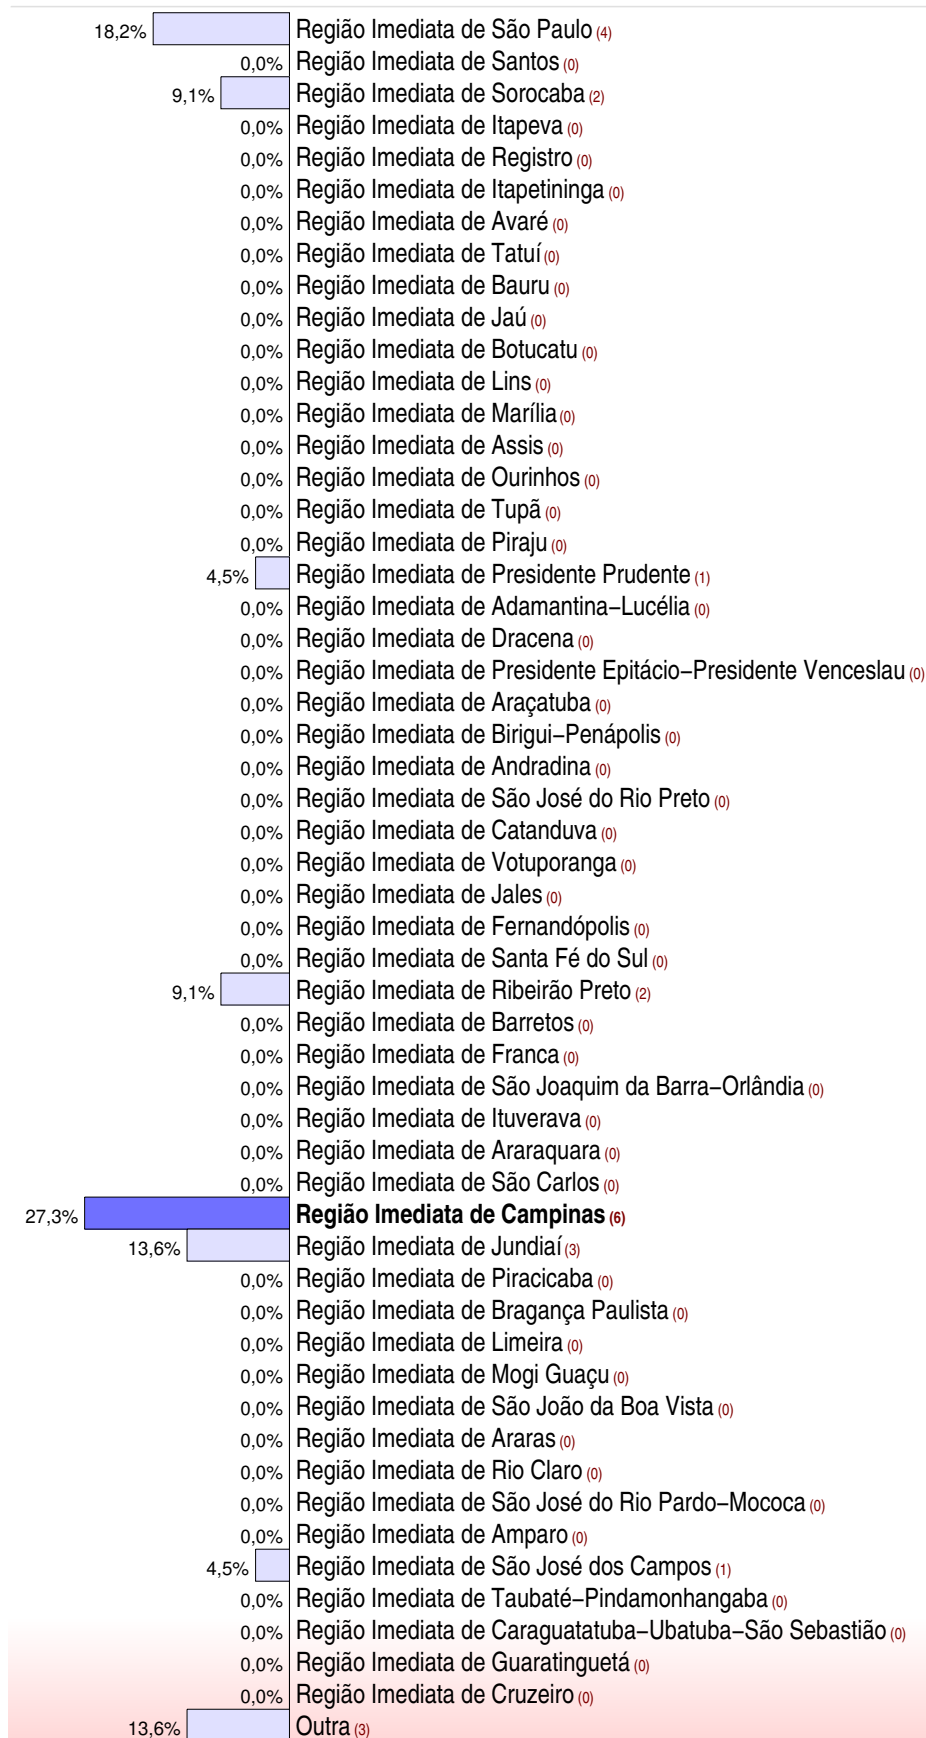 18,2% Região Imediata de São Paulo (4)
0,0% Região Imediata de Santos (0)
9,1% Região Imediata de Sorocaba (2)
0,0% Região Imediata de Itapeva (0)
0,0% Região Imediata de Registro (0)
0,0% Região Imediata de Itapetininga (0)
0,0% Região Imediata de Avaré (0)
0,0% Região Imediata de Tatuí (0)
0,0% Região Imediata de Bauru (0)
0,0% Região Imediata de Jaú (0)
0,0% Região Imediata de Botucatu (0)
0,0% Região Imediata de Lins (0)
0,0% Região Imediata de Marília (0)
0,0% Região Imediata de Assis (0)
0,0% Região Imediata de Ourinhos (0)
0,0% Região Imediata de Tupã (0)
0,0% Região Imediata de Piraju (0)
4,5% Região Imediata de Presidente Prudente (1)
0,0% Região Imediata de Adamantina−Lucélia (0)
0,0% Região Imediata de Dracena (0)
0,0% Região Imediata de Presidente Epitácio−Presidente Venceslau (0)
0,0% Região Imediata de Araçatuba (0)
0,0% Região Imediata de Birigui−Penápolis (0)
0,0% Região Imediata de Andradina (0)
0,0% Região Imediata de São José do Rio Preto (0)
0,0% Região Imediata de Catanduva (0)
0,0% Região Imediata de Votuporanga (0)
0,0% Região Imediata de Jales (0)
0,0% Região Imediata de Fernandópolis (0)
0,0% Região Imediata de Santa Fé do Sul (0)
9,1% Região Imediata de Ribeirão Preto (2)
0,0% Região Imediata de Barretos (0)
0,0% Região Imediata de Franca (0)
0,0% Região Imediata de São Joaquim da Barra−Orlândia (0)
0,0% Região Imediata de Ituverava (0)
0,0% Região Imediata de Araraquara (0)
0,0% Região Imediata de São Carlos (0)
27,3% Região Imediata de Campinas (6)
13,6% Região Imediata de Jundiaí (3)
0,0% Região Imediata de Piracicaba (0)
0,0% Região Imediata de Bragança Paulista (0)
0,0% Região Imediata de Limeira (0)
0,0% Região Imediata de Mogi Guaçu (0)
0,0% Região Imediata de São João da Boa Vista (0)
0,0% Região Imediata de Araras (0)
0,0% Região Imediata de Rio Claro (0)
0,0% Região Imediata de São José do Rio Pardo−Mococa (0)
0,0% Região Imediata de Amparo (0)
4,5% Região Imediata de São José dos Campos (1)
0,0% Região Imediata de Taubaté−Pindamonhangaba (0)
0,0% Região Imediata de Caraguatatuba−Ubatuba−São Sebastião (0)
0,0% Região Imediata de Guaratinguetá (0)
0,0% Região Imediata de Cruzeiro (0)
13,6% Outra (3)